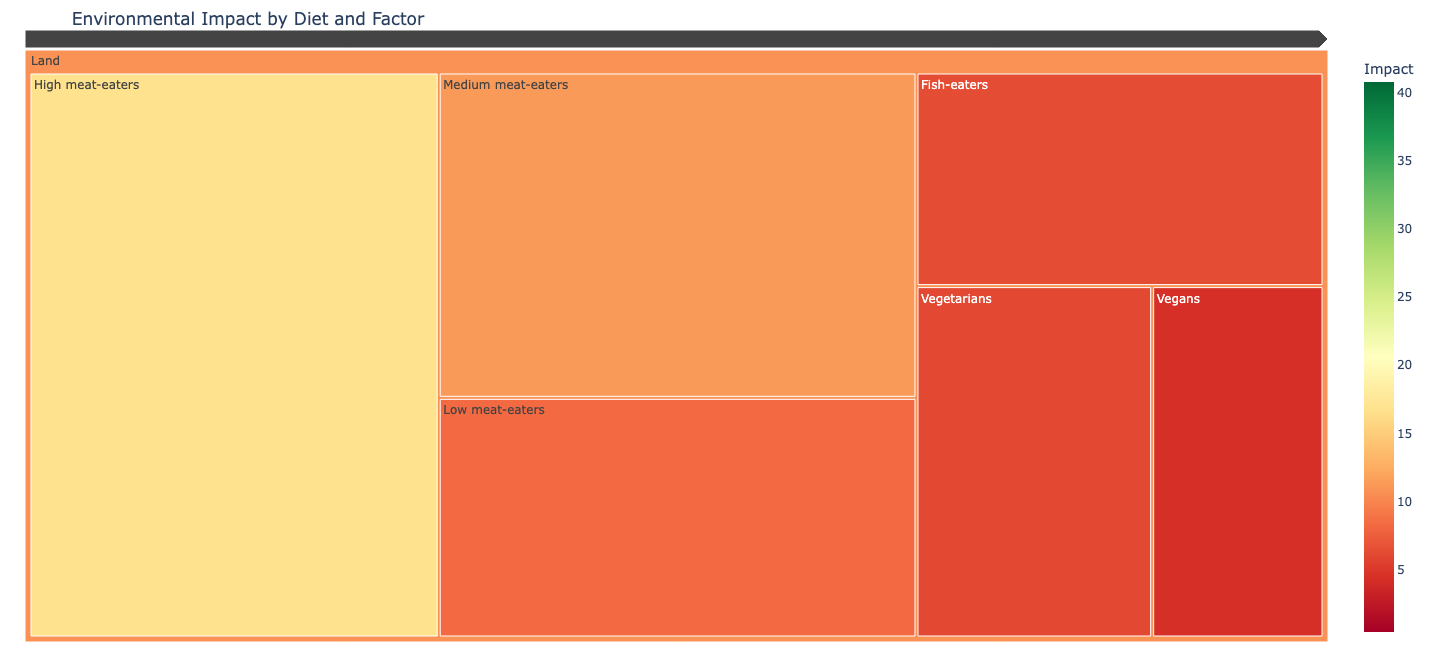 Environmental Impact by Diet and Factor
Land
High meat-eaters
Medium meat-eaters
Fish-eaters
Low meat-eaters
Vegetarians
Vegans
Impact
40
35
30
25
20
15
10
5